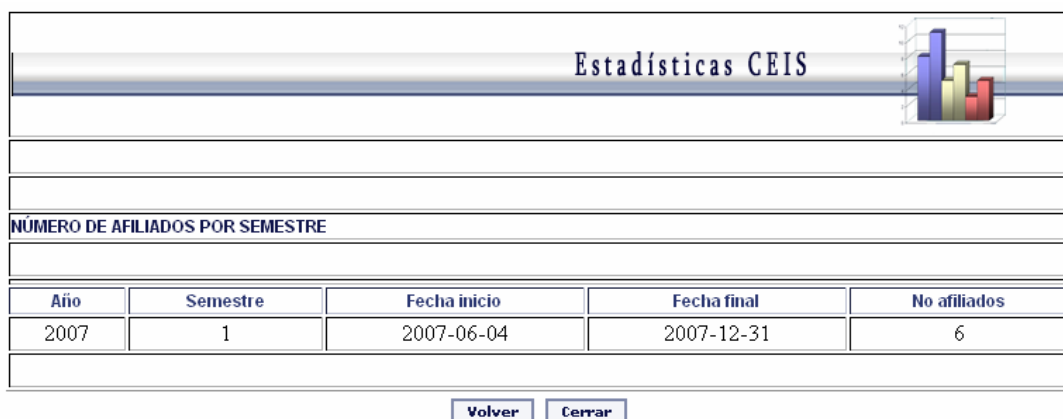 Estadísticas CEIS
NÚMERO DE AFILIADOS POR SEMESTRE
Año Semestre Fecha inicio Fecha final No afiliados
2007 1 2007-06-04 2007-12-31 6
Volver Cerrar